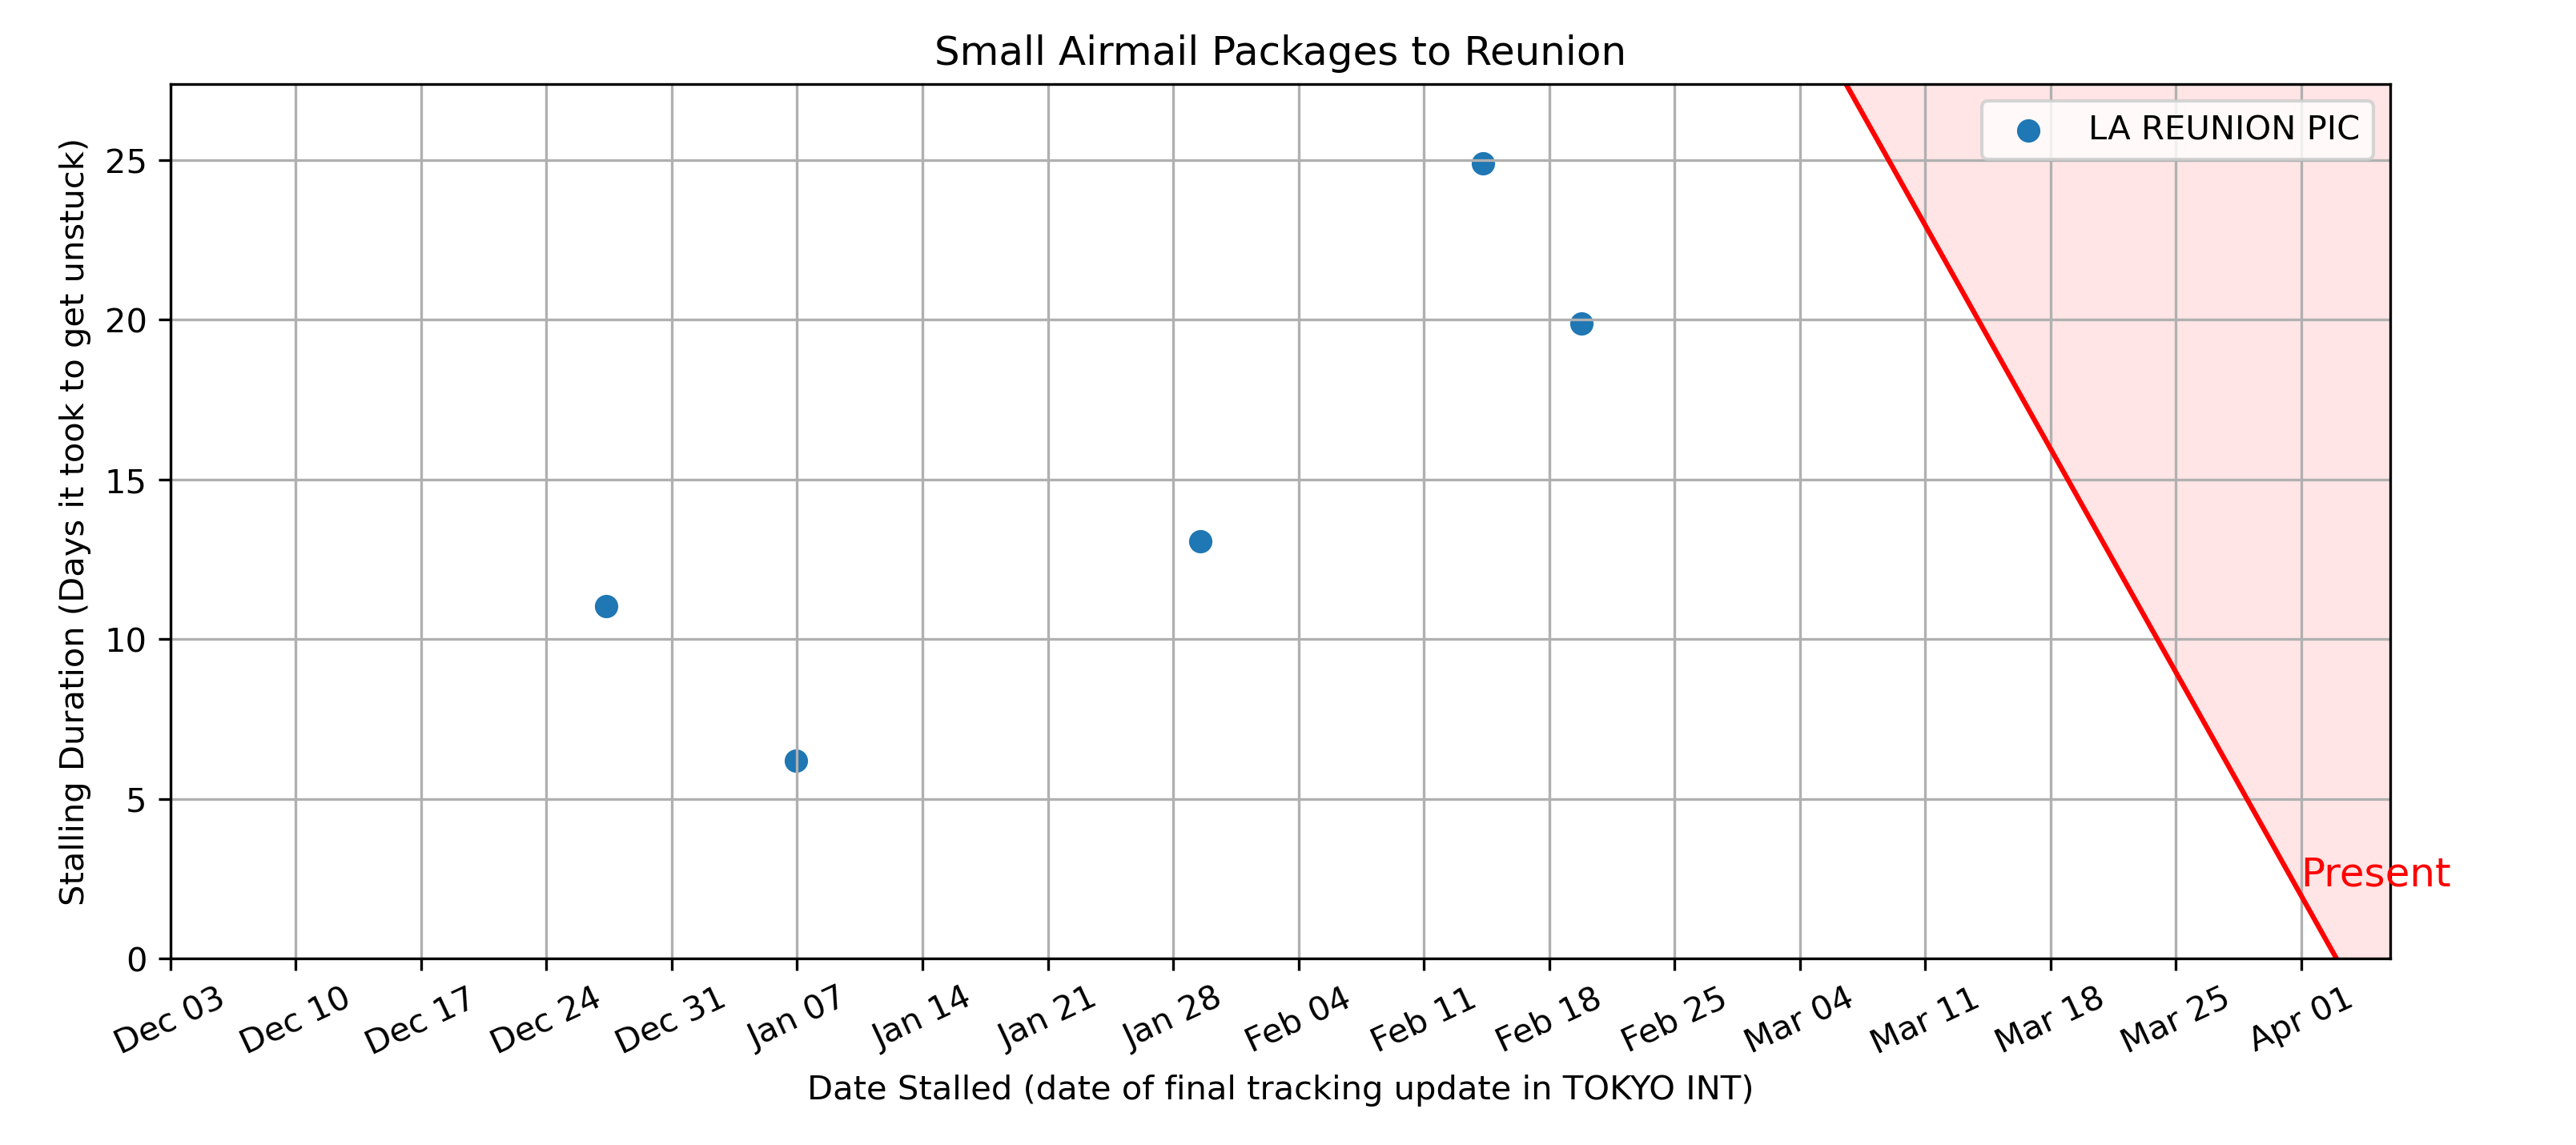 Small Airmail Packages to Reunion
LA REUNION PIC
Stalling Duration (Days it took to get unstuck)
25
20
15
10
5
0
Present
Dec 03
Dec 10
Dec 17
Dec 24
Dec 31
Jan 07
Jan 14
Jan 21
Jan 28
Feb 04
Feb 11
Feb 18
Feb 25
Mar 04
Mar 11
Mar 18
Mar 25
Apr 01
Date Stalled (date of final tracking update in TOKYO INT)